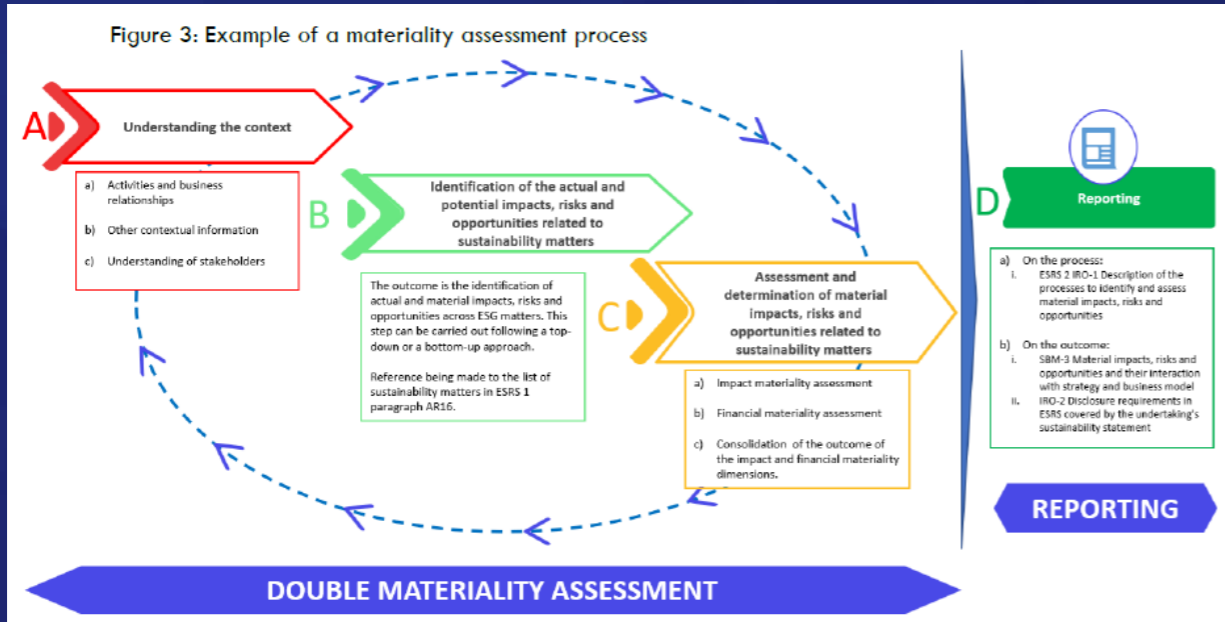 Figure 3: Example of a materiality assessment process
A
Understanding the context
a) Activities and business
relationships
b) Other contextual information
c) Understanding of stakeholders
B
Identification of the actual and
potential impacts, risks and
opportunities related to
sustainability matters
The outcome is the identification of
actual and material impacts, risks and
opportunities across ESG matters. This
step can be carried out following a top-
down or a bottom-up approach.
Reference being made to the list of
sustainability matters in ESRS 1
paragraph AR16.
C
Assessment and
determination of material
impacts, risks and
opportunities related to
sustainability matters
a) Impact materiality assessment
b) Financial materiality assessment
c) Consolidation of the outcome of
the impact and financial materiality
dimensions.
DOUBLE MATERIALITY ASSESSMENT
D
Reporting
a) On the process:
i. ESRS 2 IRO-1 Description of the
processes to identify and assess
material impacts, risks and
opportunities
b) On the outcome:
i. SBM-3 Material impacts, risks and
opportunities and their interaction
with strategy and business model
II. IRO-2 Disclosure requirements in
ESRS covered by the undertaking's
sustainability statement
REPORTING